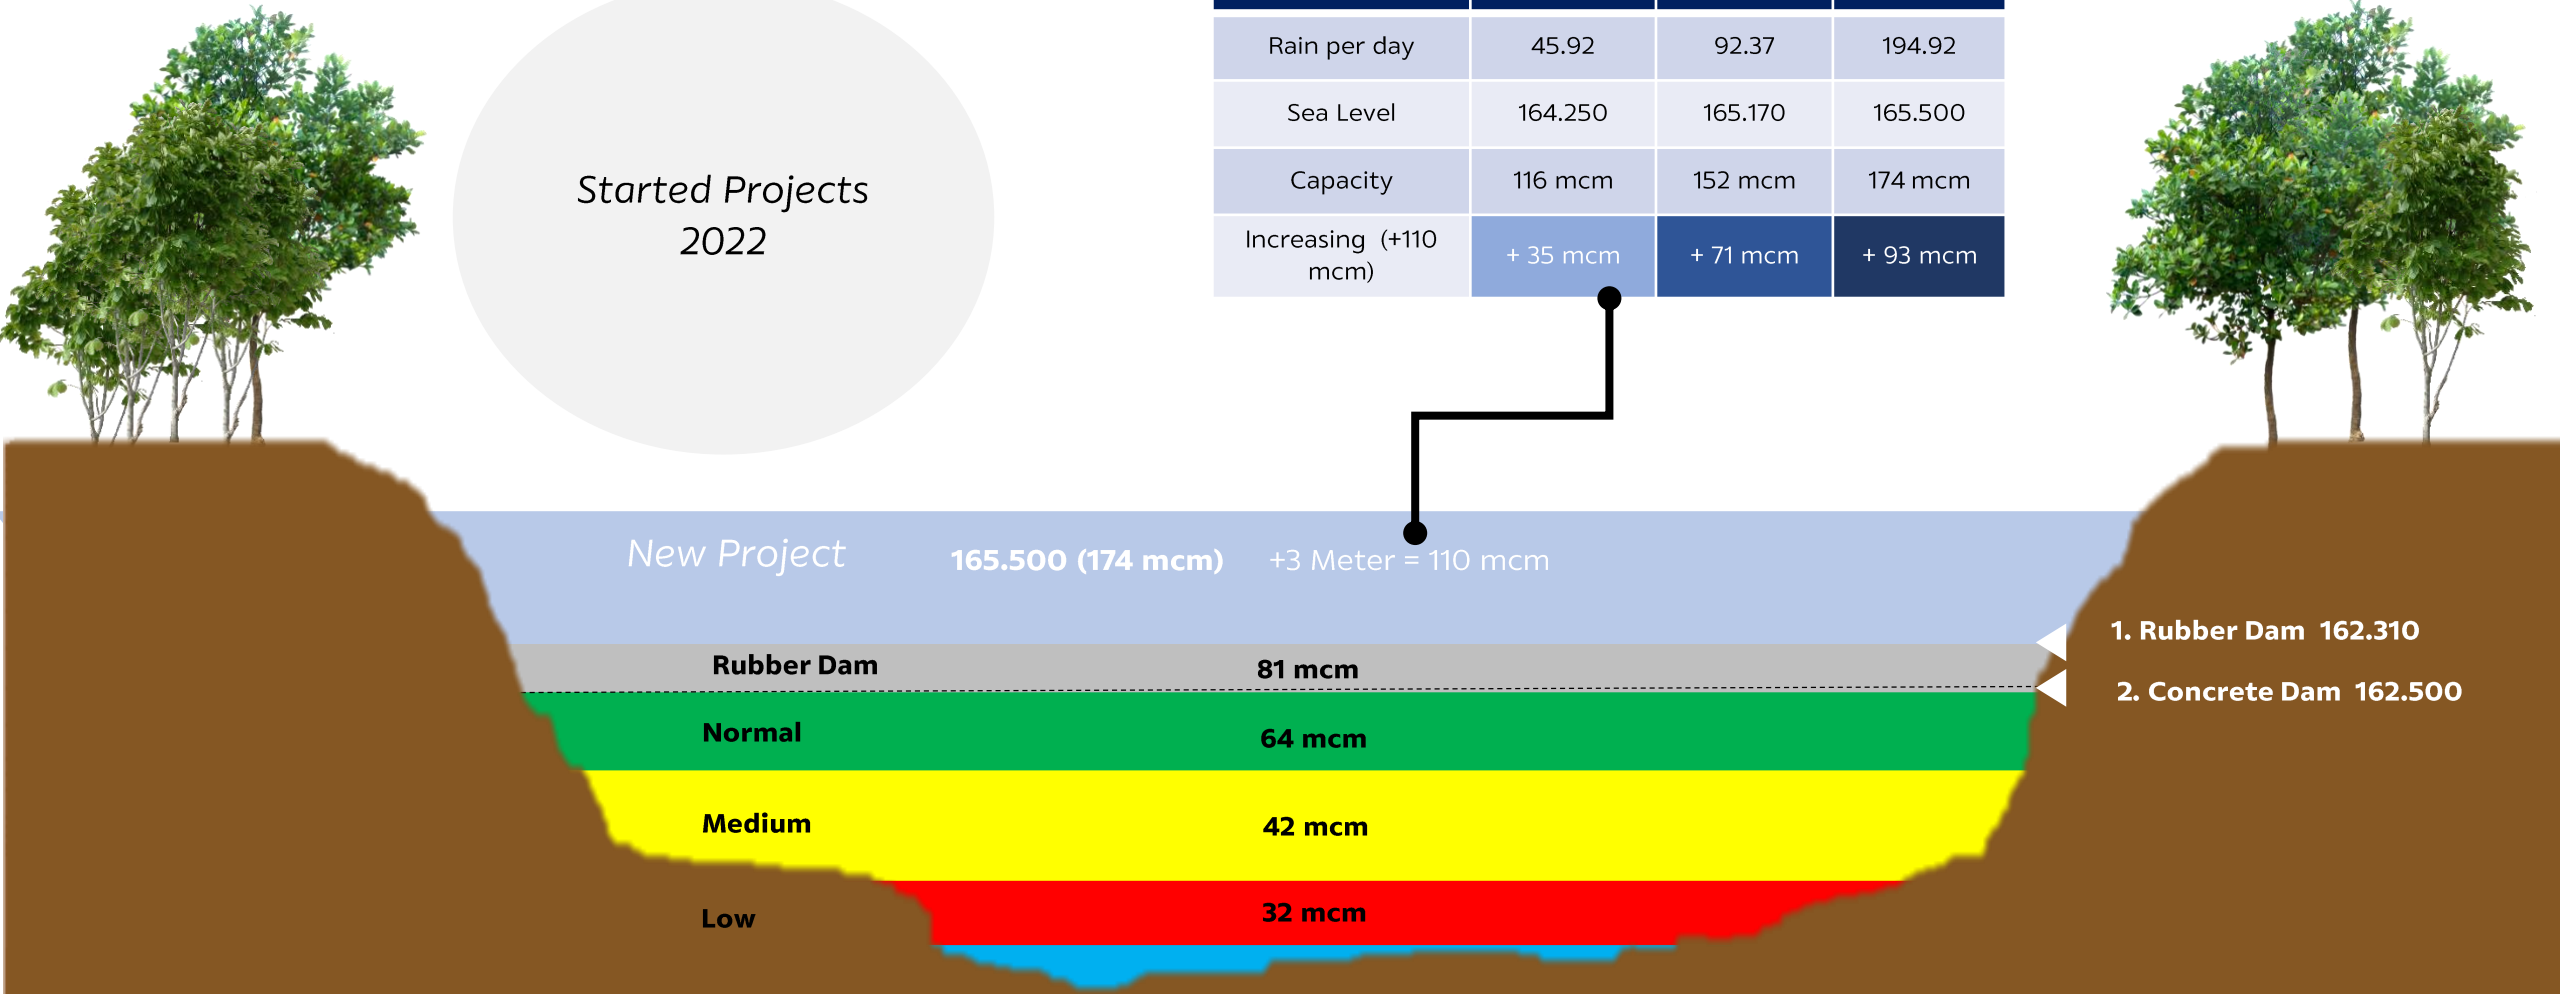 Rain per day 45.92 92.37 194.92
Sea Level 164.250 165.170 165.500
Capacity 116 mcm 152 mcm 174 mcm
Increasing (+110
mcm) + 35 mcm + 71 mcm + 93 mcm
Started Projects
2022
New Project 165.500 (174 mcm) +3 Meter = 110 mcm
1. Rubber Dam 162.310
Rubber Dam 81 mcm
2. Concrete Dam 162.500
Normal 64 mcm
Medium 42 mcm
Low 32 mcm